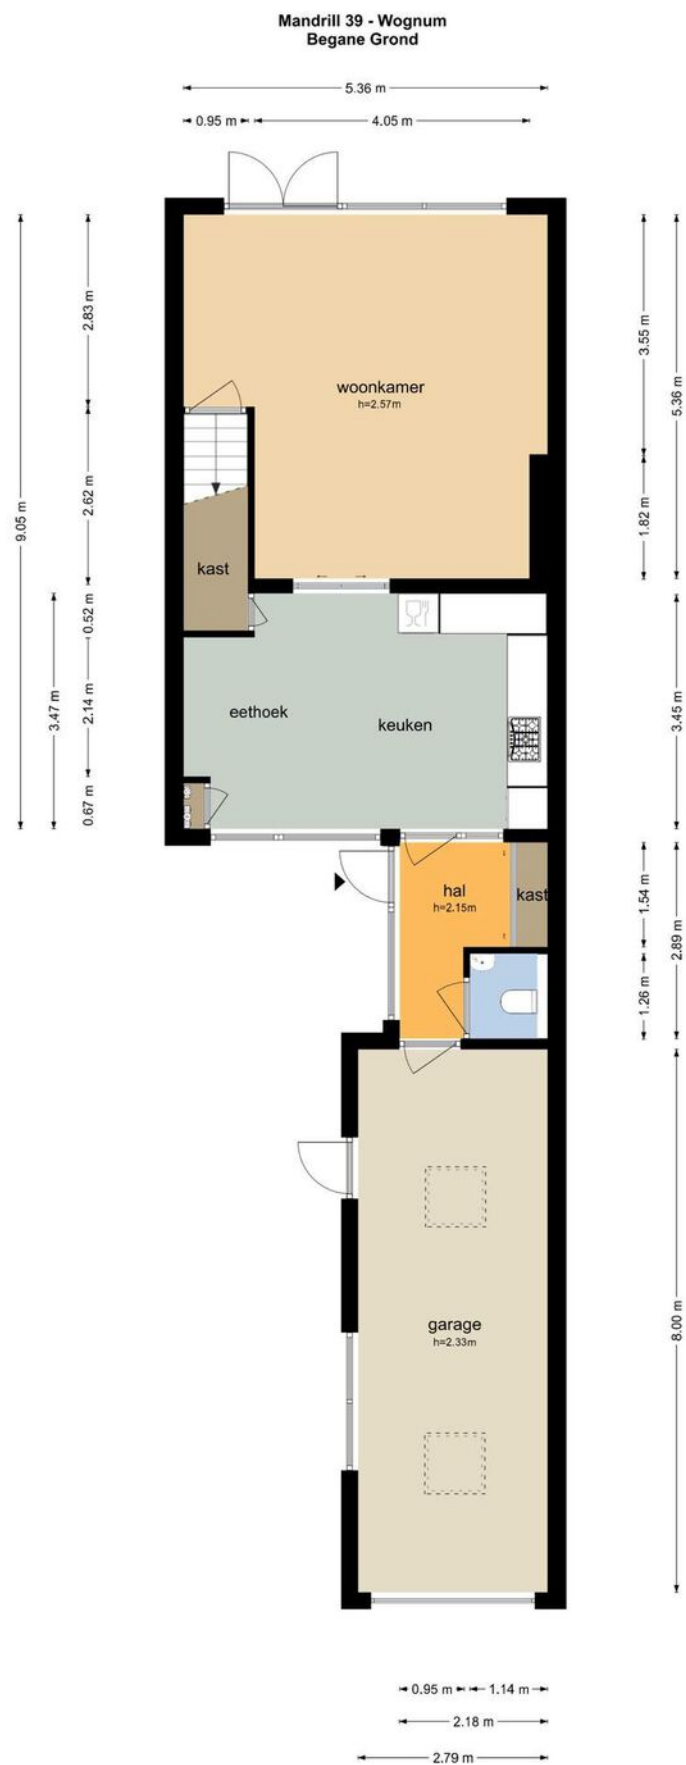 Mandrill 39 - Wognum
Begane Grond
5.36 m
0.95 m
4.05 m
2.83 m
3.55 m
5.36 m
woonkamer
h=2.57m
9.05 m
2.62 m
1.82 m
kast
0.52 m
3.47 m
2.14 m
eethoek
keuken
3.45 m
0.67 m
hal
h=2.15m
kast
1.54 m
2.89 m
1.26 m
garage
h=2.33m
8.00 m
0.95 m
1.14 m
2.18 m
2.79 m